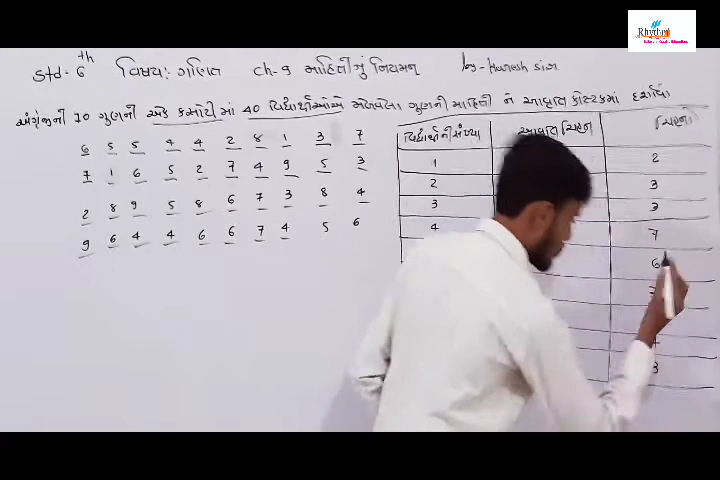 Rhythm
Std - 6th વિષય: ગણિત Ch-9 માહિતીનું નિયમન by - Haresh
અંગ્રેજીની 10 ગુણની એક કસોટી માં 40 વિદ્યાર્થીઓએ મેળવેલા ગુણની માહિતી ને આવૃત્તિ કોષ્ટકમાં દર્શાવો
6 5 5 4 4 2 8 1 3 7
7 1 6 5 2 7 4 9 5 3
2 8 9 5 8 6 7 3 8 4
9 6 4 4 6 6 7 4 5 6
વિદ્યાર્થીની સંખ્યા આવૃત્તિ ચિહ્ન ચિહ્નો
1 2
2 3
3 3
4 7
6
3